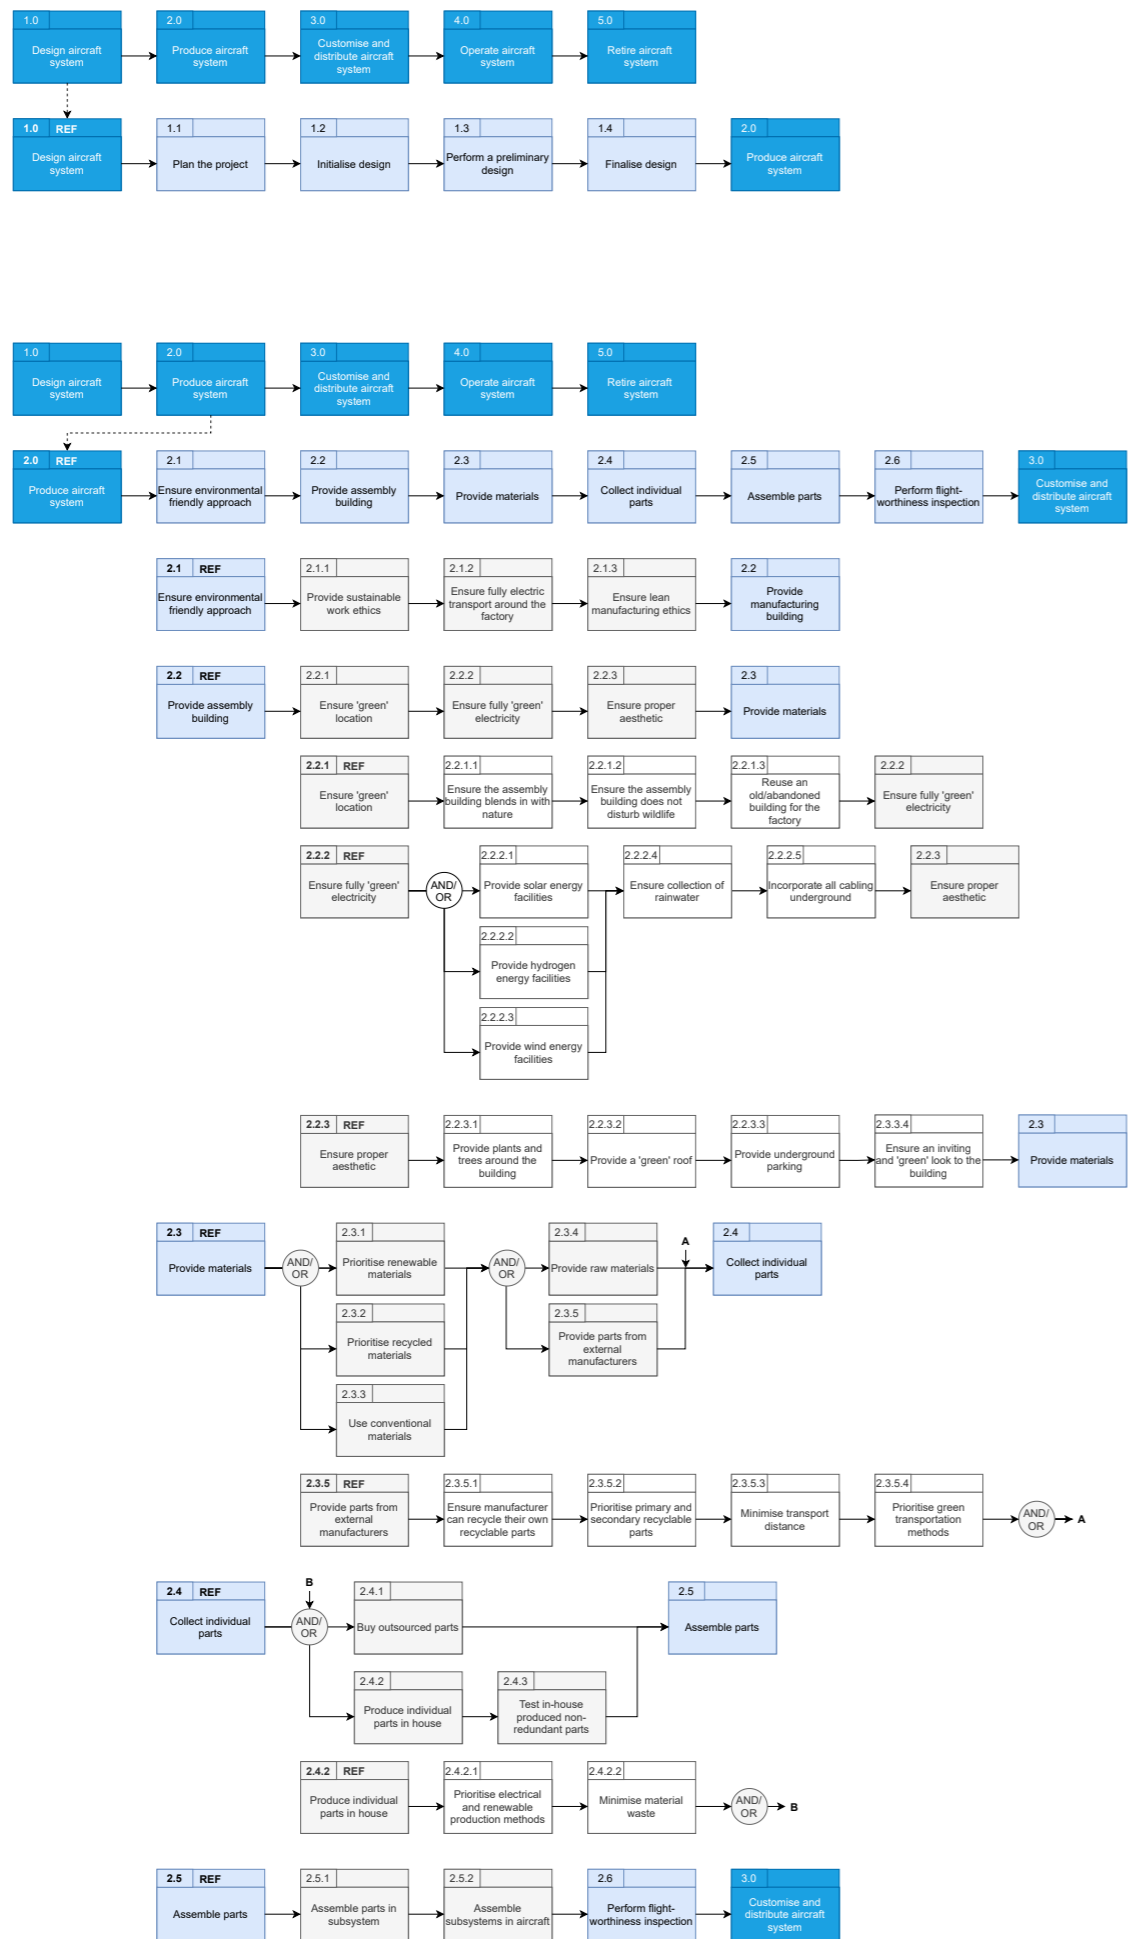 1.0
Design aircraft
system
2.0
Produce aircraft
system
3.0
Customise and
distribute aircraft
system
4.0
Operate aircraft
system
5.0
Retire aircraft
system
1.0 REF
Design aircraft
system
1.1
Plan the project
1.2
Initialise design
1.3
Perform a preliminary
design
1.4
Finalise design
2.0
Produce aircraft
system
1.0
Design aircraft
system
2.0
Produce aircraft
system
3.0
Customise and
distribute aircraft
system
4.0
Operate aircraft
system
5.0
Retire aircraft
system
2.0 REF
Produce aircraft
system
2.1
Ensure environmental
friendly approach
2.2
Provide assembly
building
2.3
Provide materials
2.4
Collect individual
parts
2.5
Assemble parts
2.6
Perform flight-
worthiness inspection
3.0
Customise and
distribute aircraft
system
2.1 REF
Ensure environmental
friendly approach
2.1.1
Provide sustainable
work ethics
2.1.2
Ensure fully electric
transport around the
factory
2.1.3
Ensure lean
manufacturing ethics
2.2
Provide
manufacturing
building
2.2 REF
Provide assembly
building
2.2.1
Ensure 'green'
location
2.2.2
Ensure fully 'green'
electricity
2.2.3
Ensure proper
aesthetic
2.3
Provide materials
2.2.1 REF
Ensure 'green'
location
2.2.1.1
Ensure the assembly
building blends in with
nature
2.2.1.2
Ensure the assembly
building does not
disturb wildlife
2.2.1.3
Reuse an
old/abandoned
building for the
factory
2.2.2
Ensure fully 'green'
electricity
2.2.2 REF
Ensure fully 'green'
electricity
AND/
OR
2.2.2.1
Provide solar energy
facilities
2.2.2.4
Ensure collection of
rainwater
2.2.2.5
Incorporate all cabling
underground
2.2.3
Ensure proper
aesthetic
2.2.2.2
Provide hydrogen
energy facilities
2.2.2.3
Provide wind energy
facilities
2.2.3 REF
Ensure proper
aesthetic
2.2.3.1
Provide plants and
trees around the
building
2.2.3.2
Provide a 'green' roof
2.2.3.3
Provide underground
parking
2.3.3.4
Ensure an inviting
and 'green' look to the
building
2.3
Provide materials
2.3 REF
Provide materials
AND/
OR
2.3.1
Prioritise renewable
materials
AND/
OR
2.3.4
Provide raw materials
A
2.4
Collect individual
parts
2.3.2
Prioritise recycled
materials
2.3.5
Provide parts from
external
manufacturers
2.3.3
Use conventional
materials
2.3.5 REF
Provide parts from
external
manufacturers
2.3.5.1
Ensure manufacturer
can recycle their own
recyclable parts
2.3.5.2
Prioritise primary and
secondary recyclable
parts
2.3.5.3
Minimise transport
distance
2.3.5.4
Prioritise green
transportation
methods
AND/
OR
A
2.4 REF
Collect individual
parts
B
AND/
OR
2.4.1
Buy outsourced parts
2.5
Assemble parts
2.4.2
Produce individual
parts in house
2.4.3
Test in-house
produced non-
redundant parts
2.4.2 REF
Produce individual
parts in house
2.4.2.1
Prioritise electrical
and renewable
production methods
2.4.2.2
Minimise material
waste
AND/
OR
B
2.5 REF
Assemble parts
2.5.1
Assemble parts in
subsystem
2.5.2
Assemble
subsystems in aircraft
2.6
Perform flight-
worthiness inspection
3.0
Customise and
distribute aircraft
system